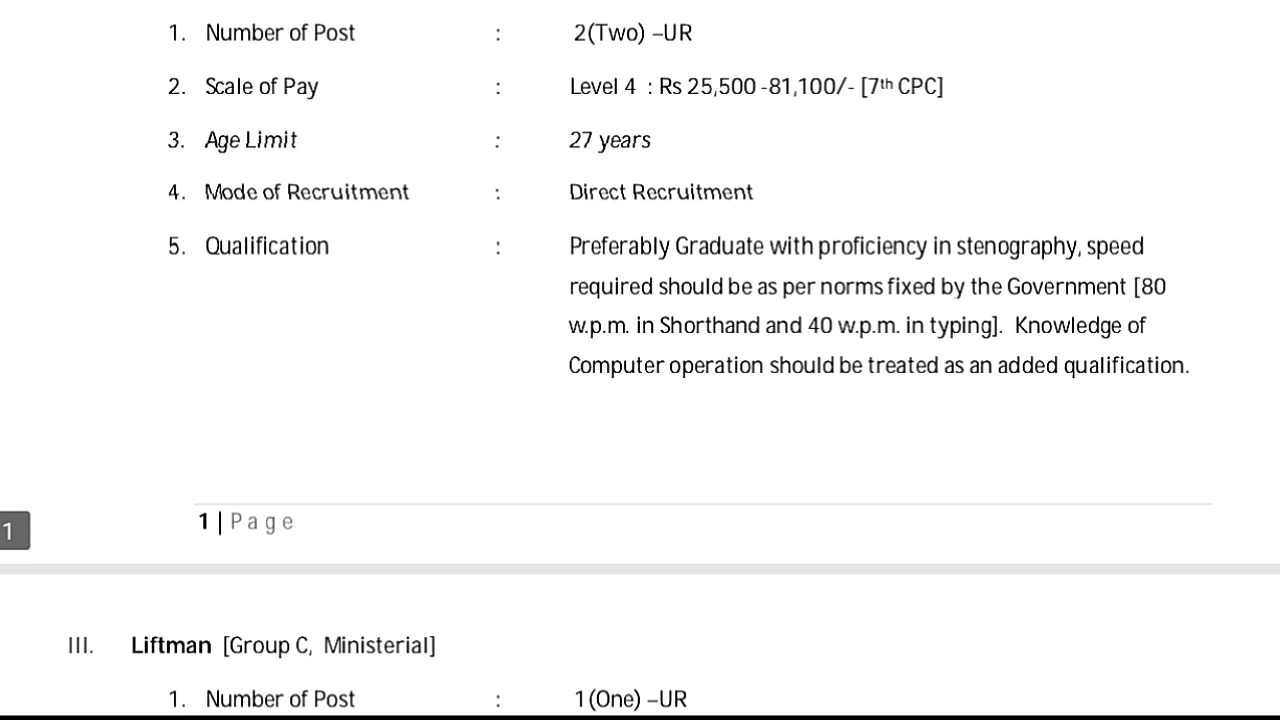 1. Number of Post : 2(Two) –UR
2. Scale of Pay : Level 4 : Rs 25,500 -81,100/- [7th CPC]
3. Age Limit : 27 years
4. Mode of Recruitment : Direct Recruitment
5. Qualification : Preferably Graduate with proficiency in stenography, speed
required should be as per norms fixed by the Government [80
w.p.m. in Shorthand and 40 w.p.m. in typing]. Knowledge of
Computer operation should be treated as an added qualification.
1 | P a g e
1
III. Liftman [Group C, Ministerial]
1. Number of Post : 1(One) –UR